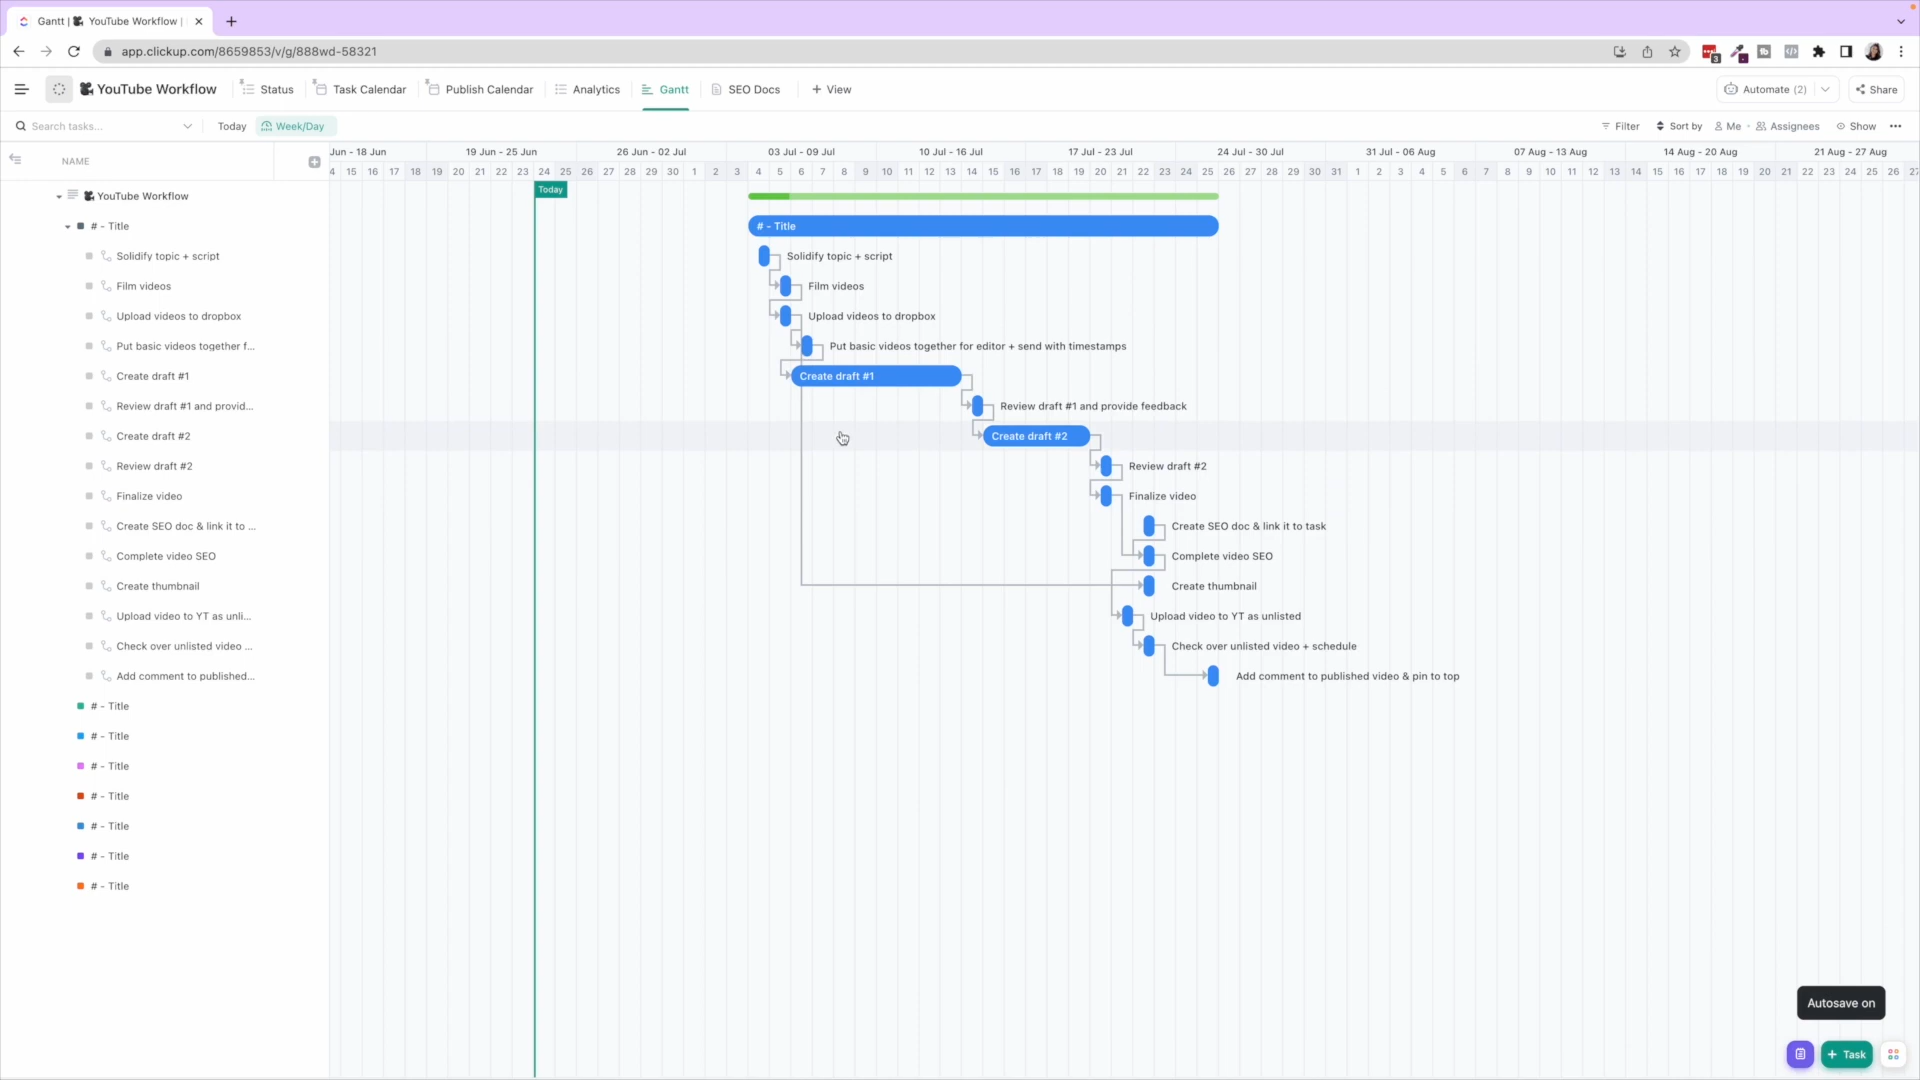 Gantt | YouTube Workflow |
app.clickup.com/8659853/v/g/888wd-58321
3
YouTube Workflow
Status
Task Calendar
Publish Calendar
Analytics
Gantt
SEO Docs
+ View
Automate (2)
Share
Search tasks...
Today
Week/Day
Filter
Sort by
Me
Assignees
Show
NAME
Jun - 18 Jun 19 Jun - 25 Jun 26 Jun - 02 Jul 03 Jul - 09 Jul 10 Jul - 16 Jul 17 Jul - 23 Jul 24 Jul - 30 Jul 31 Jul - 06 Aug 07 Aug - 13 Aug 14 Aug - 20 Aug 21 Aug - 27 Aug
4 15 16 17 18 19 20 21 22 23 24 25 26 27 28 29 30 1 2 3 4 5 6 7 8 9 10 11 12 13 14 15 16 17 18 19 20 21 22 23 24 25 26 27 28 29 30 31 1 2 3 4 5 6 7 8 9 10 11 12 13 14 15 16 17 18 19 20 21 22 23 24 25 26 27
Today
YouTube Workflow
# - Title
# - Title
Solidify topic + script
Solidify topic + script
Film videos
Film videos
Upload videos to dropbox
Upload videos to dropbox
Put basic videos together f...
Put basic videos together for editor + send with timestamps
Create draft #1
Create draft #1
Review draft #1 and provid...
Review draft #1 and provide feedback
Create draft #2
Create draft #2
Review draft #2
Review draft #2
Finalize video
Finalize video
Create SEO doc & link it to ...
Create SEO doc & link it to task
Complete video SEO
Complete video SEO
Create thumbnail
Create thumbnail
Upload video to YT as unli...
Upload video to YT as unlisted
Check over unlisted video ...
Check over unlisted video + schedule
Add comment to published...
Add comment to published video & pin to top
# - Title
# - Title
# - Title
# - Title
# - Title
# - Title
# - Title
Autosave on
+ Task